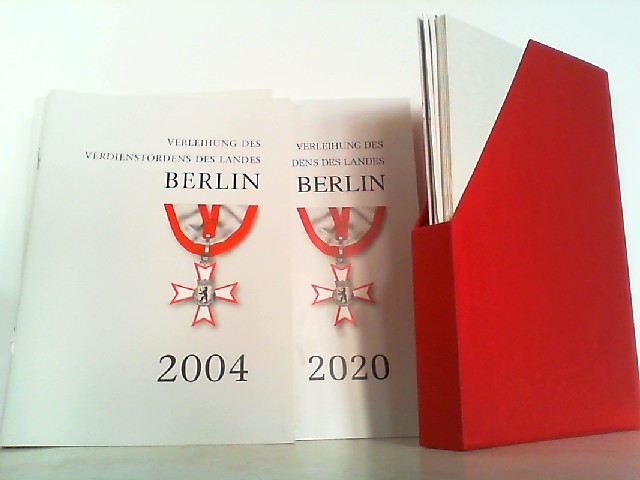 VERLEIHUNG DES
VERDIENSTORDENS DES LANDES
BERLIN
2004
VERLEIHUNG DES
DENS DES LANDES
BERLIN
2020